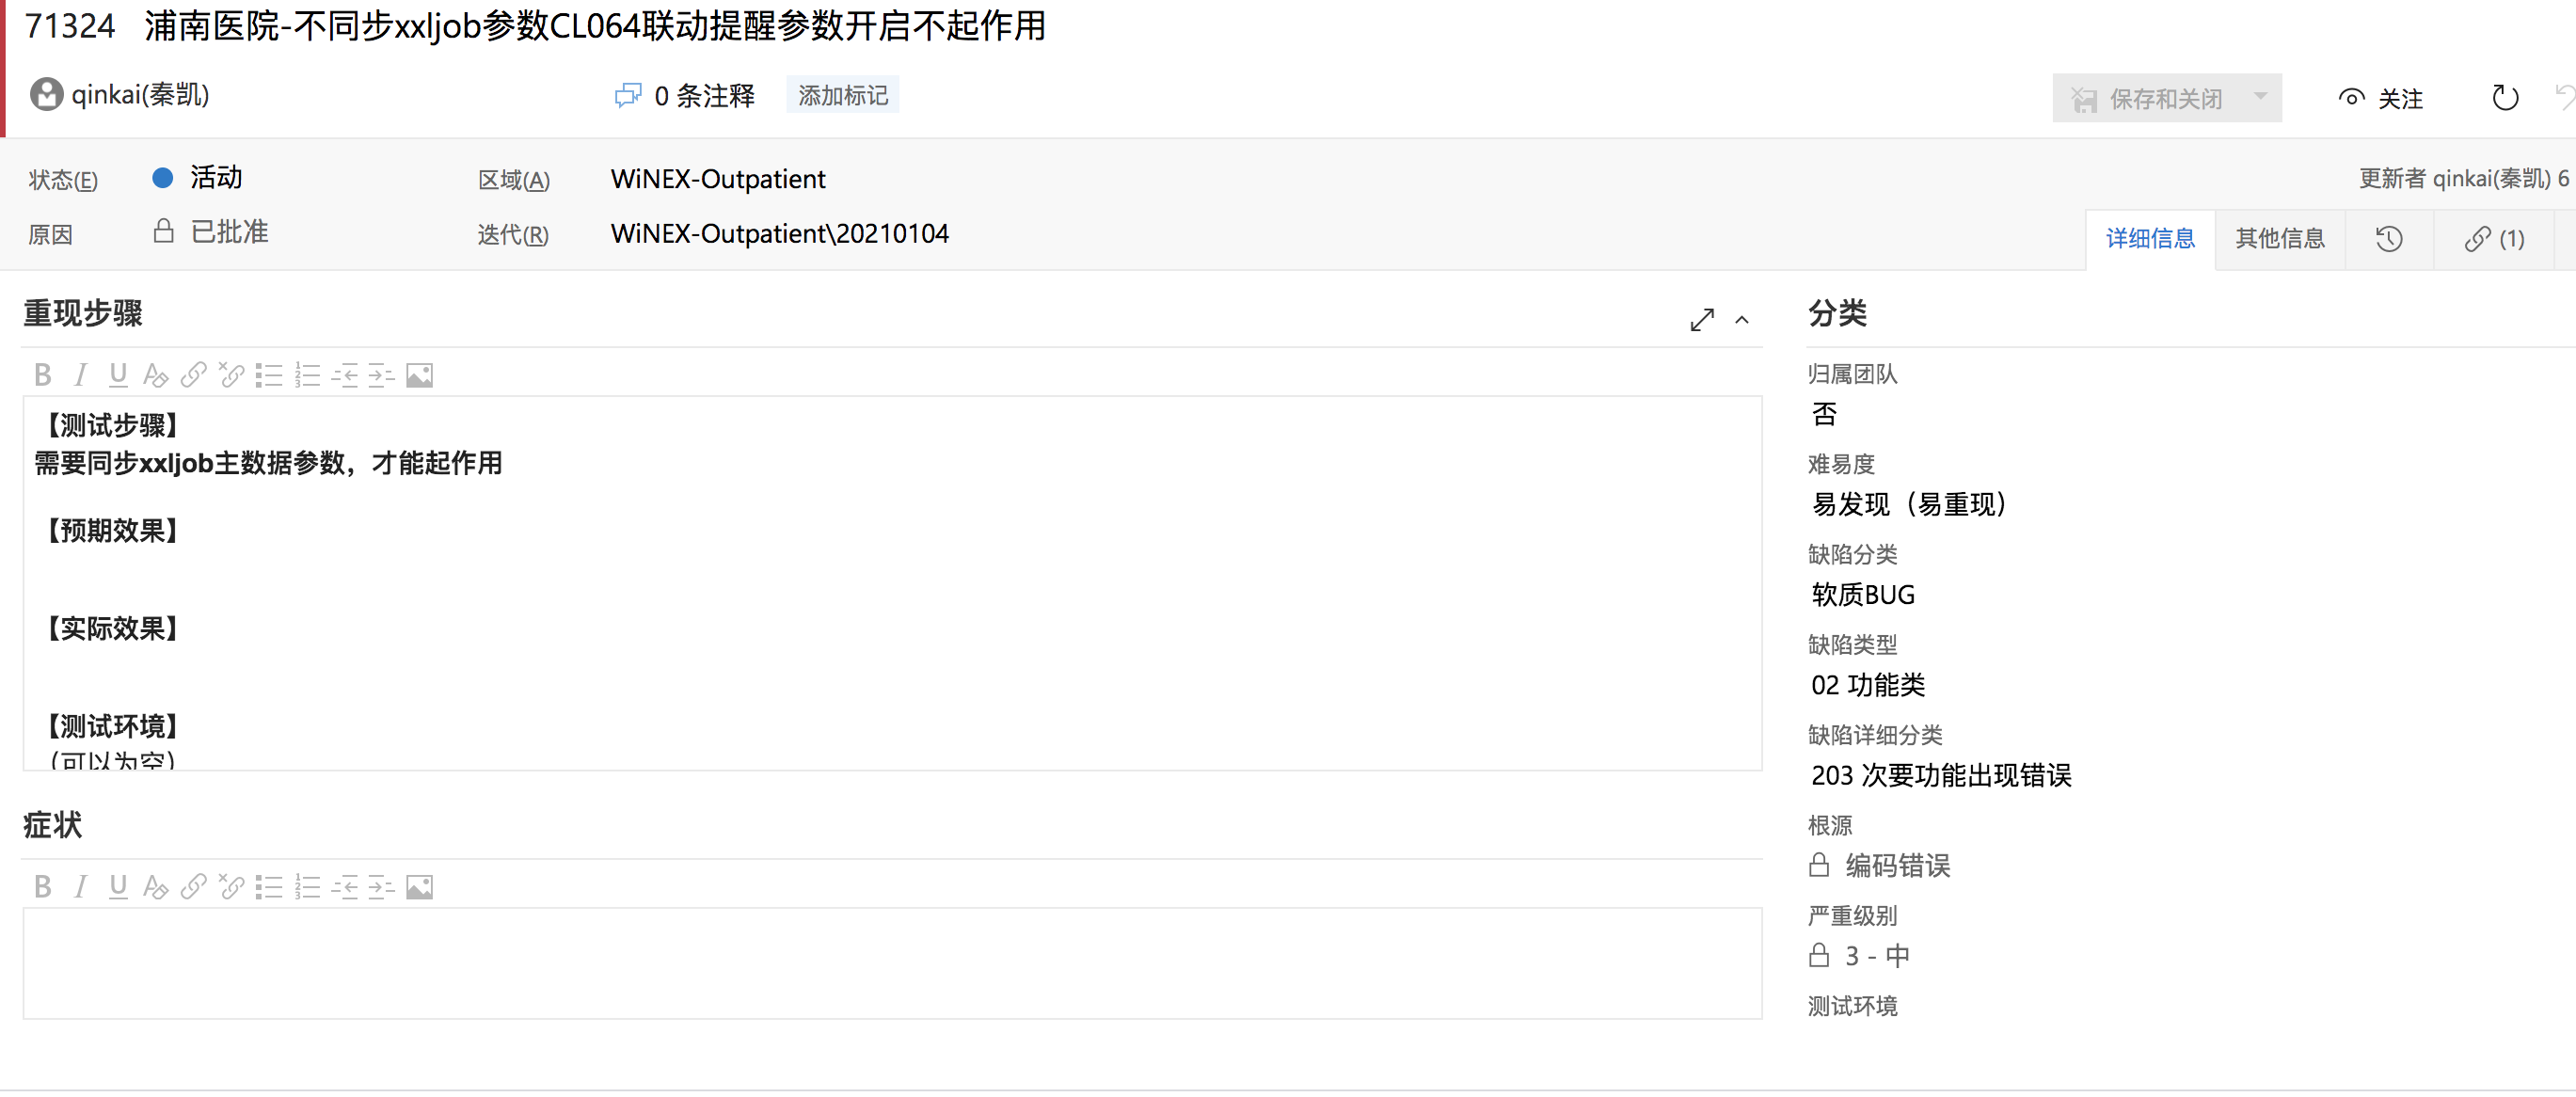 71324 浦南医院-不同步xxljob参数CL064联动提醒参数开启不起作用
qinkai(秦凯)
0 条注释
添加标记
保存和关闭
关注
状态(E)
活动
区域(A)
WiNEX-Outpatient
更新者 qinkai(秦凯) 6
原因
已批准
迭代(R)
WiNEX-Outpatient\20210104
详细信息
其他信息
(1)
重现步骤
B I U
【测试步骤】
需要同步xxljob主数据参数，才能起作用
【预期效果】
【实际效果】
【测试环境】
（可以为空）
症状
B I U
分类
归属团队
否
难易度
易发现（易重现）
缺陷分类
软质BUG
缺陷类型
02 功能类
缺陷详细分类
203 次要功能出现错误
根源
编码错误
严重级别
3 - 中
测试环境